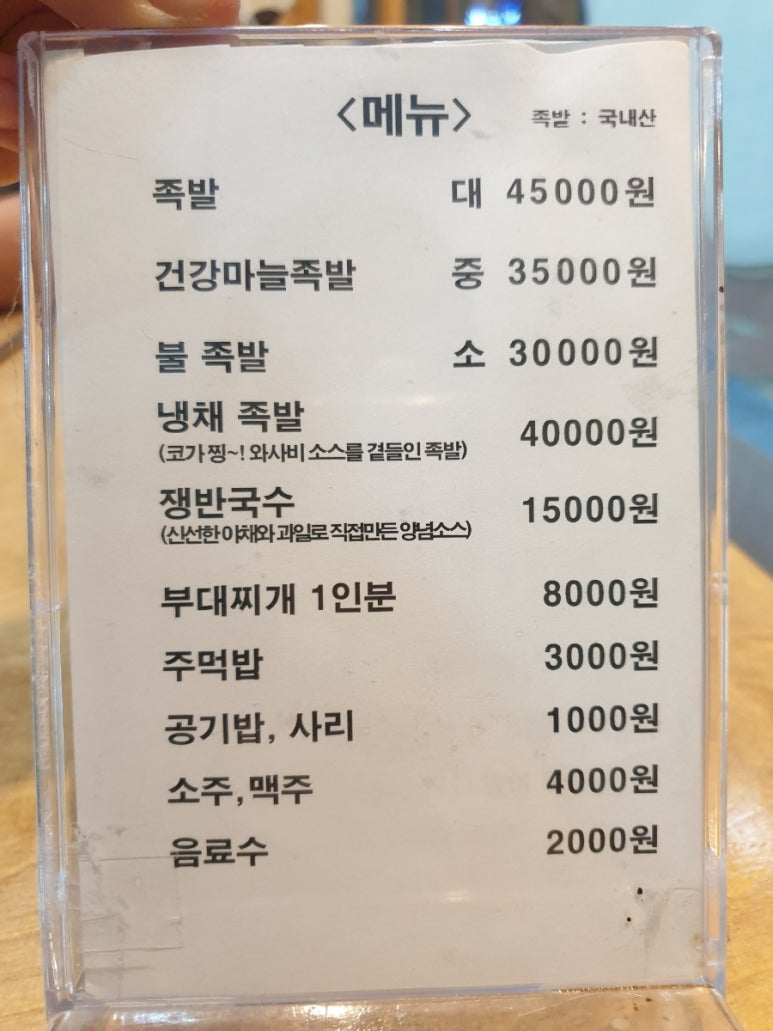 <메뉴> 족발 : 국내산
족발 대 45000원
건강마늘족발 중 35000원
불 족발 소 30000원
냉채 족발 40000원
(코가 찡~! 와사비 소스를 곁들인 족발)
쟁반국수 15000원
(신선한 야채와 과일로 직접만든 양념소스)
부대찌개 1인분 8000원
주먹밥 3000원
공기밥, 사리 1000원
소주,맥주 4000원
음료수 2000원